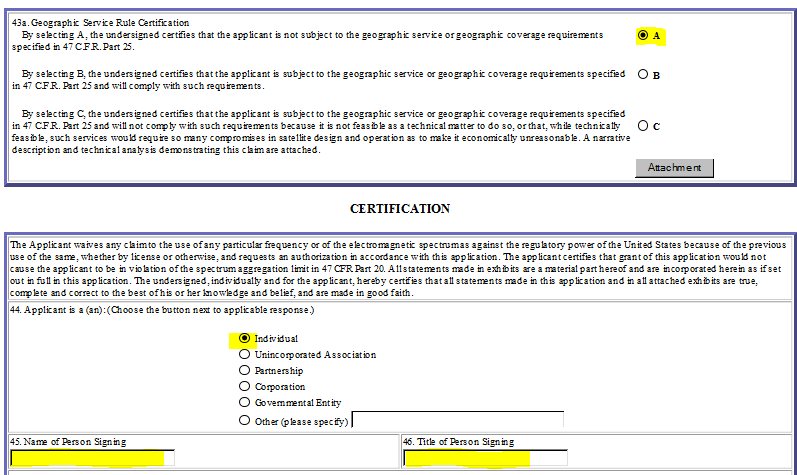 43a. Geographic Service Rule Certification
By selecting A, the undersigned certifies that the applicant is not subject to the geographic service or geographic coverage requirements
specified in 47 C.F.R. Part 25.
A
By selecting B, the undersigned certifies that the applicant is subject to the geographic service or geographic coverage requirements specified
in 47 C.F.R. Part 25 and will comply with such requirements.
B
By selecting C, the undersigned certifies that the applicant is subject to the geographic service or geographic coverage requirements specified
in 47 C.F.R. Part 25 and will not comply with such requirements because it is not feasible as a technical matter to do so, or that, while technically
feasible, such services would require so many compromises in satellite design and operation as to make it economically unreasonable. A narrative
description and technical analysis demonstrating this claim are attached.
C
Attachment
CERTIFICATION
The Applicant waives any claim to the use of any particular frequency or of the electromagnetic spectrum as against the regulatory power of the United States because of the previous
use of the same, whether by license or otherwise, and requests an authorization in accordance with this application. The applicant certifies that grant of this application would not
cause the applicant to be in violation of the spectrum aggregation limit in 47 CFR Part 20. All statements made in exhibits are a material part hereof and are incorporated herein as if set
out in full in this application. The undersigned, individually and for the applicant, hereby certifies that all statements made in this application and in all attached exhibits are true,
complete and correct to the best of his or her knowledge and belief, and are made in good faith.
44. Applicant is a (an): (Choose the button next to applicable response.)
Individual
Unincorporated Association
Partnership
Corporation
Governmental Entity
Other (please specify)
45. Name of Person Signing
46. Title of Person Signing